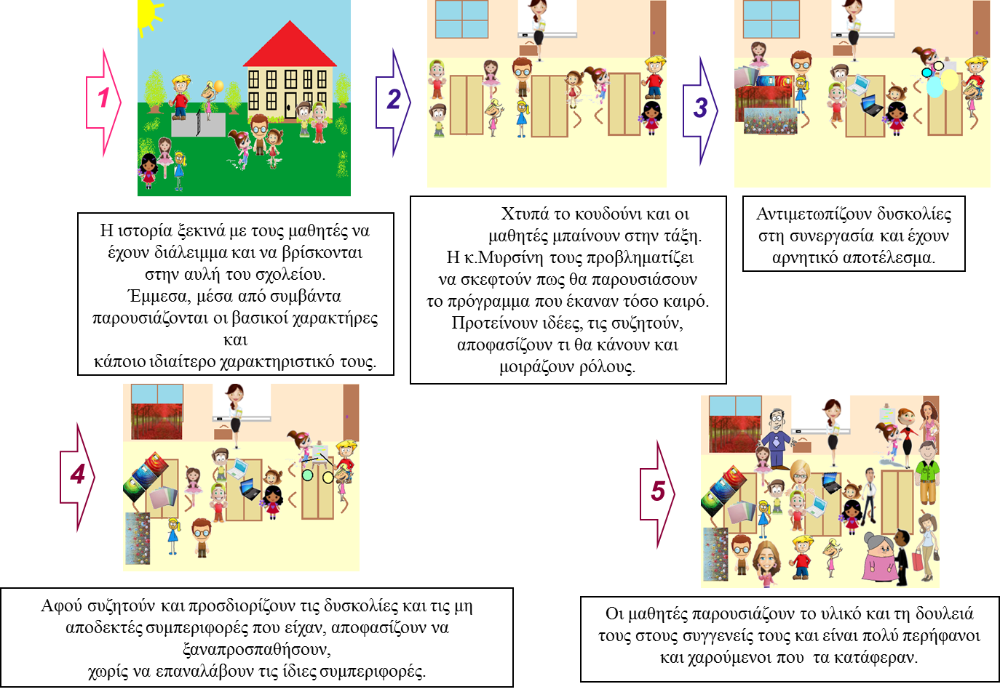 1
Η ιστορία ξεκινά με τους μαθητές να
έχουν διάλειμμα και να βρίσκονται
στην αυλή του σχολείου.
Έμμεσα, μέσα από συμβάντα
παρουσιάζονται οι βασικοί χαρακτήρες
και
κάποιο ιδιαίτερο χαρακτηριστικό τους.
2
Χτυπά το κουδούνι και οι
μαθητές μπαίνουν στην τάξη.
Η κ.Μυρσίνη τους προβληματίζει
να σκεφτούν πως θα παρουσιάσουν
το πρόγραμμα που έκαναν τόσο καιρό.
Προτείνουν ιδέες, τις συζητούν,
αποφασίζουν τι θα κάνουν και
μοιράζουν ρόλους.
3
Αντιμετωπίζουν δυσκολίες
στη συνεργασία και έχουν
αρνητικό αποτέλεσμα.
4
Αφού συζητούν και προσδιορίζουν τις δυσκολίες και τις μη
αποδεκτές συμπεριφορές που είχαν, αποφασίζουν να
ξαναπροσπαθήσουν,
χωρίς να επαναλάβουν τις ίδιες συμπεριφορές.
5
Οι μαθητές παρουσιάζουν το υλικό και τη δουλειά
τους στους συγγενείς τους και είναι πολύ περήφανοι
και χαρούμενοι που τα κατάφεραν.